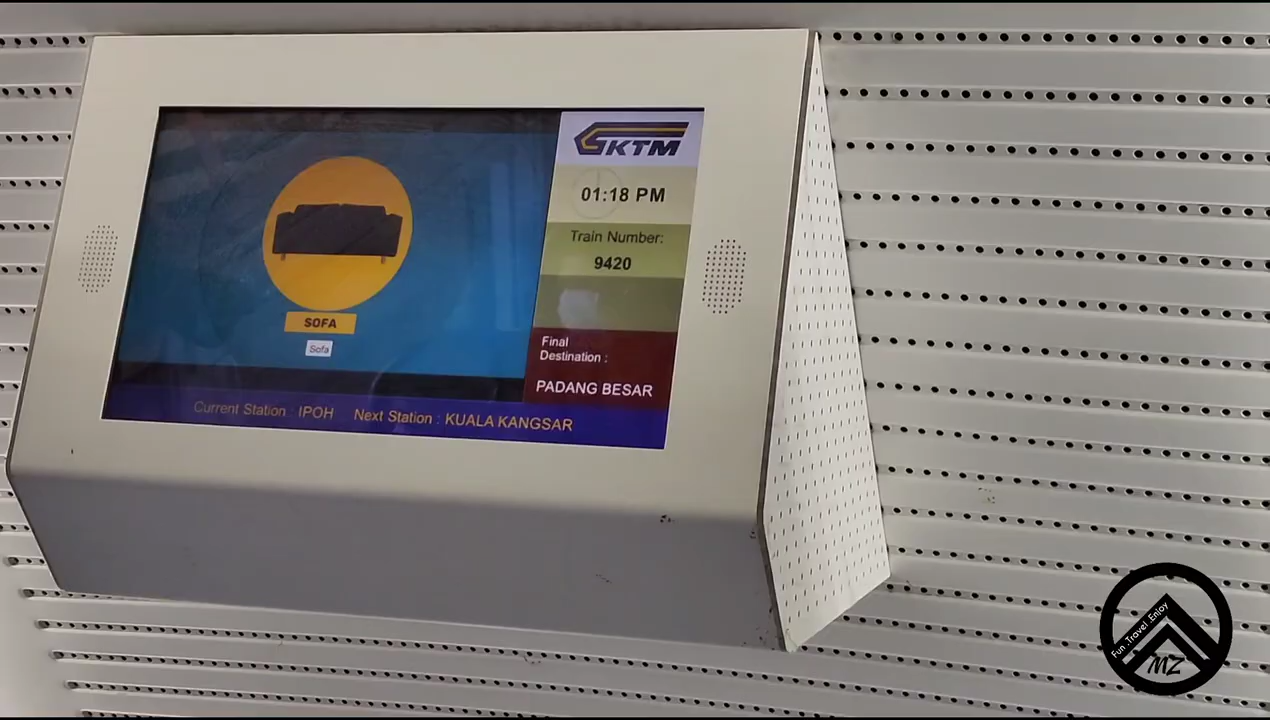 KTM
01:18 PM
Train Number:
9420
SOFA
Sofa
Final
Destination :
PADANG BESAR
Current Station : IPOH Next Station : KUALA KANGSAR
Fun .Travel .Enjoy
MZ